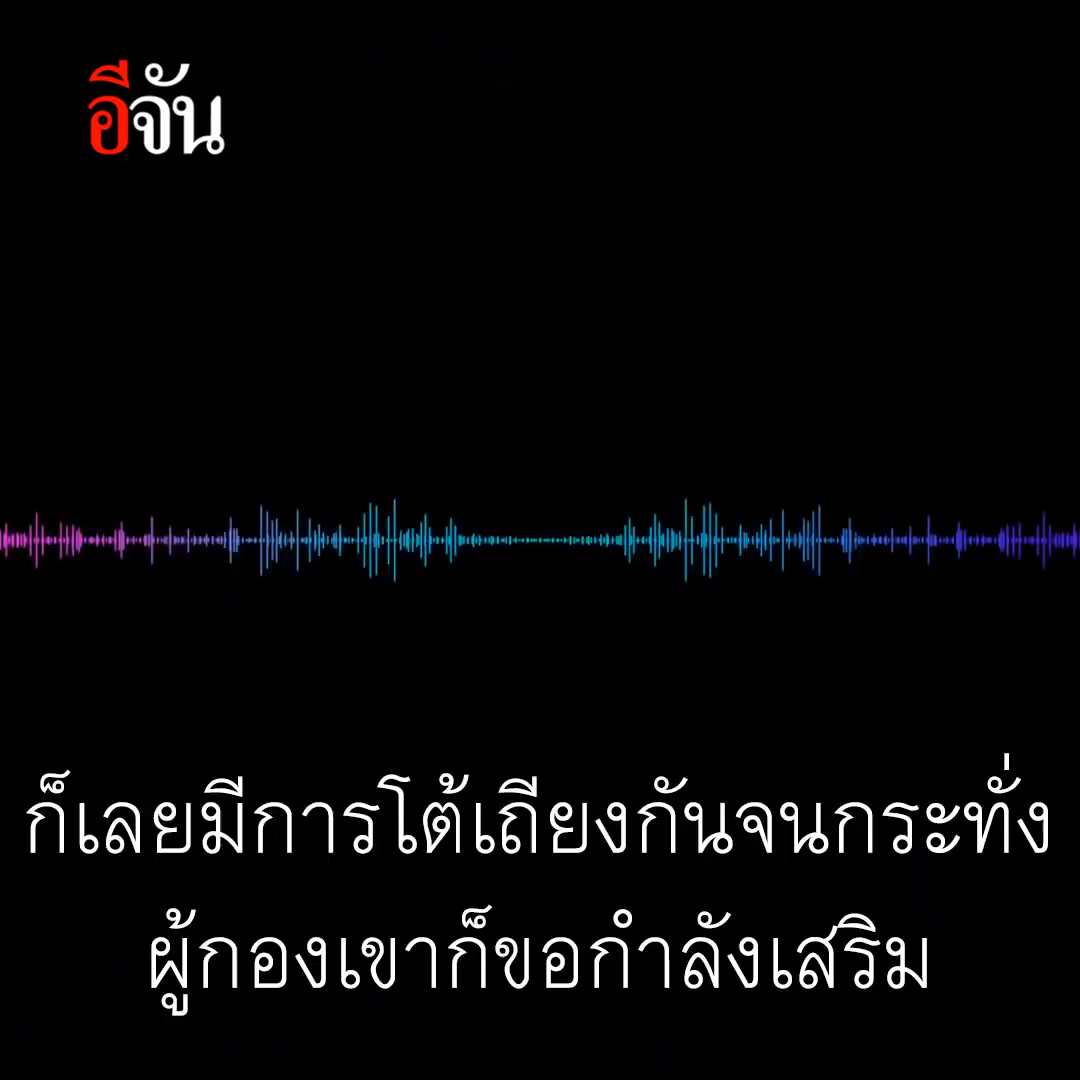 อีจัน
ก็เลยมีการโต้เถียงกันจนกระทั่ง
ผู้กองเขาก็ขอกำลังเสริม